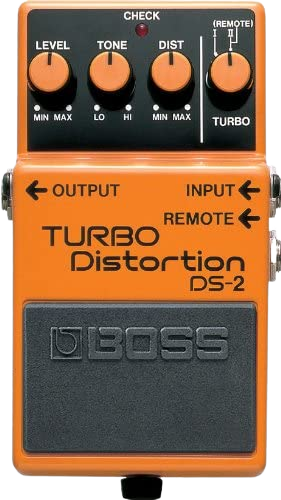 CHECK
(REMOTE)
I II
LEVEL TONE DIST
MIN MAX LO HI MIN MAX TURBO
OUTPUT INPUT
REMOTE
TURBO
Distortion
DS-2
BOSS